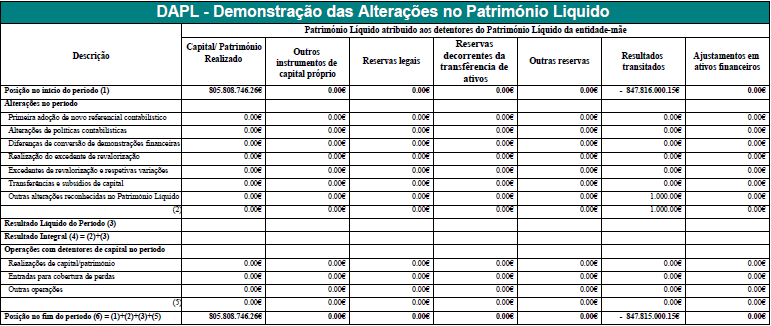 DAPL - Demonstração das Alterações no Património Líquido
Património Líquido atribuído aos detentores do Património Líquido da entidade-mãe
Descrição Capital/ Património Realizado Outros instrumentos de capital próprio Reservas legais Reservas decorrentes da transfêrencia de ativos Outras reservas Resultados transitados Ajustamentos em ativos financeiros
Posição no início do período (1) 805.808.746.26€ 0.00€ 0.00€ 0.00€ 0.00€ - 847.816.000.15€ 0.00€
Alterações no período
Primeira adoção de novo referencial contabilístico 0.00€ 0.00€ 0.00€ 0.00€ 0.00€ 0.00€ 0.00€
Alterações de políticas contabilísticas 0.00€ 0.00€ 0.00€ 0.00€ 0.00€ 0.00€ 0.00€
Diferenças de conversão de demonstrações financeiras 0.00€ 0.00€ 0.00€ 0.00€ 0.00€ 0.00€ 0.00€
Realização do excedente de revalorização 0.00€ 0.00€ 0.00€ 0.00€ 0.00€ 0.00€ 0.00€
Excedentes de revalorização e respetivas variações 0.00€ 0.00€ 0.00€ 0.00€ 0.00€ 0.00€ 0.00€
Transferências e subsídios de capital 0.00€ 0.00€ 0.00€ 0.00€ 0.00€ 0.00€ 0.00€
Outras alterações reconhecidas no Património Líquido 0.00€ 0.00€ 0.00€ 0.00€ 0.00€ 1.000.00€ 0.00€
(2) 0.00€ 0.00€ 0.00€ 0.00€ 0.00€ 1.000.00€ 0.00€
Resultado Líquido do Período (3)
Resultado Integral (4) = (2)+(3)
Operações com detentores de capital no período
Realizações de capital/património 0.00€ 0.00€ 0.00€ 0.00€ 0.00€ 0.00€ 0.00€
Entradas para cobertura de perdas 0.00€ 0.00€ 0.00€ 0.00€ 0.00€ 0.00€ 0.00€
Outras operações 0.00€ 0.00€ 0.00€ 0.00€ 0.00€ 0.00€ 0.00€
(5) 0.00€ 0.00€ 0.00€ 0.00€ 0.00€ 0.00€ 0.00€
Posição no fim do período (6) = (1)+(2)+(3)+(5) 805.808.746.26€ 0.00€ 0.00€ 0.00€ 0.00€ - 847.815.000.15€ 0.00€